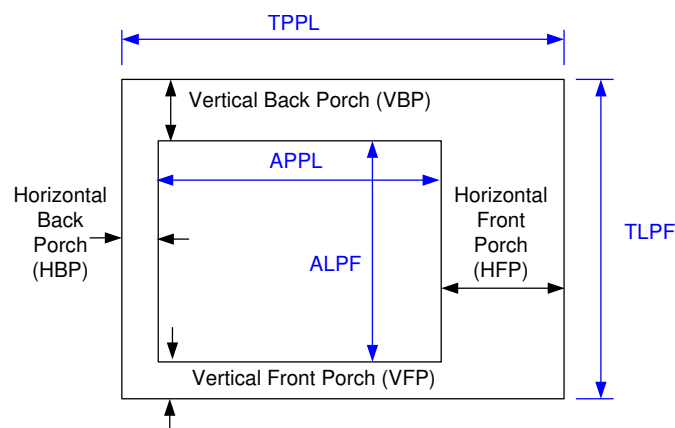 TPPL
Vertical Back Porch (VBP)
APPL
Horizontal
Back
Porch
(HBP)
Horizontal
Front
Porch
(HFP)
TLPF
ALPF
Vertical Front Porch (VFP)